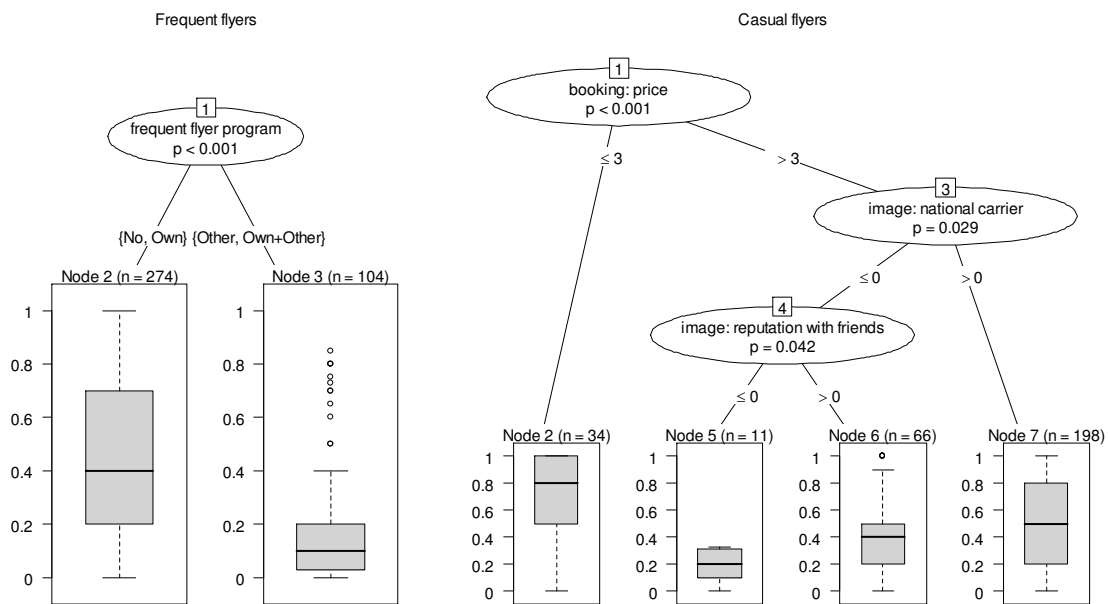 Frequent flyers
1
frequent flyer program
p < 0.001
{No, Own} {Other, Own+Other}
Node 2 (n = 274)
1
0.8
0.6
0.4
0.2
0
Node 3 (n = 104)
1
0.8
0.6
0.4
0.2
0
Casual flyers
1
booking: price
p < 0.001
≤ 3
> 3
3
image: national carrier
p = 0.029
≤ 0
> 0
4
image: reputation with friends
p = 0.042
≤ 0
> 0
Node 2 (n = 34)
1
0.8
0.6
0.4
0.2
0
Node 5 (n = 11)
1
0.8
0.6
0.4
0.2
0
Node 6 (n = 66)
1
0.8
0.6
0.4
0.2
0
Node 7 (n = 198)
1
0.8
0.6
0.4
0.2
0